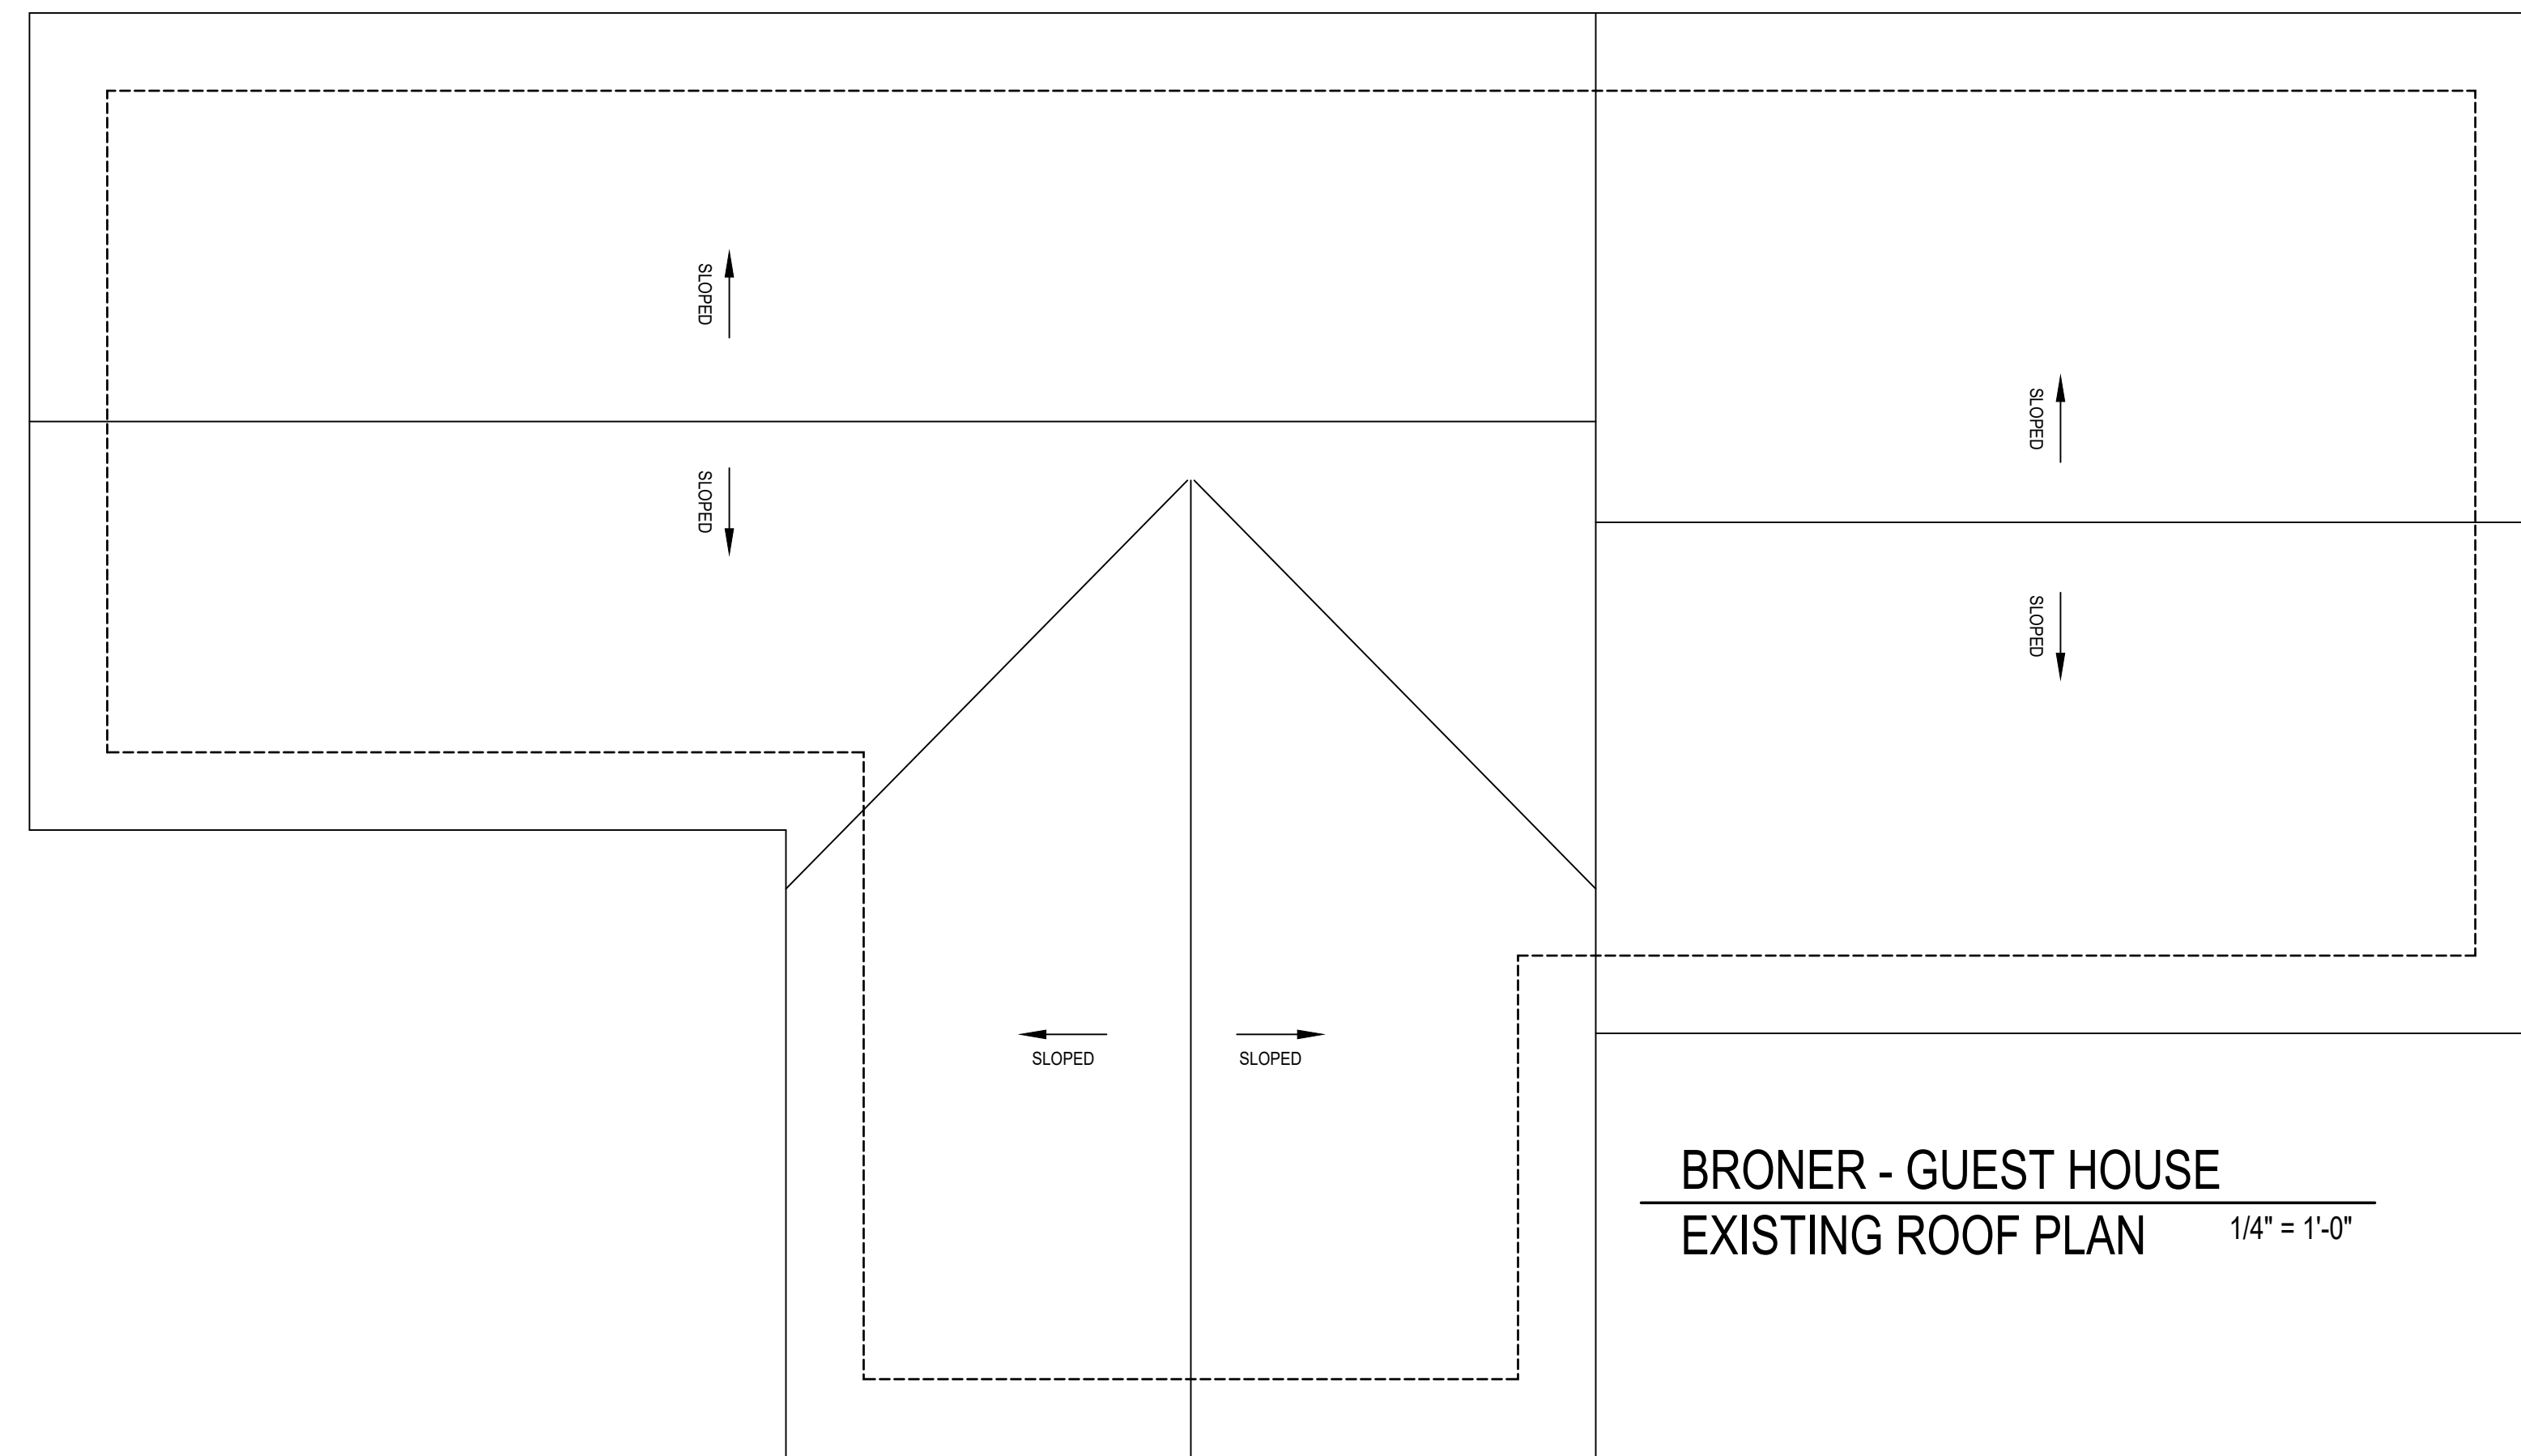 SLOPED
SLOPED
SLOPED
SLOPED
SLOPED
SLOPED
BRONER - GUEST HOUSE
EXISTING ROOF PLAN 1/4" = 1'-0"